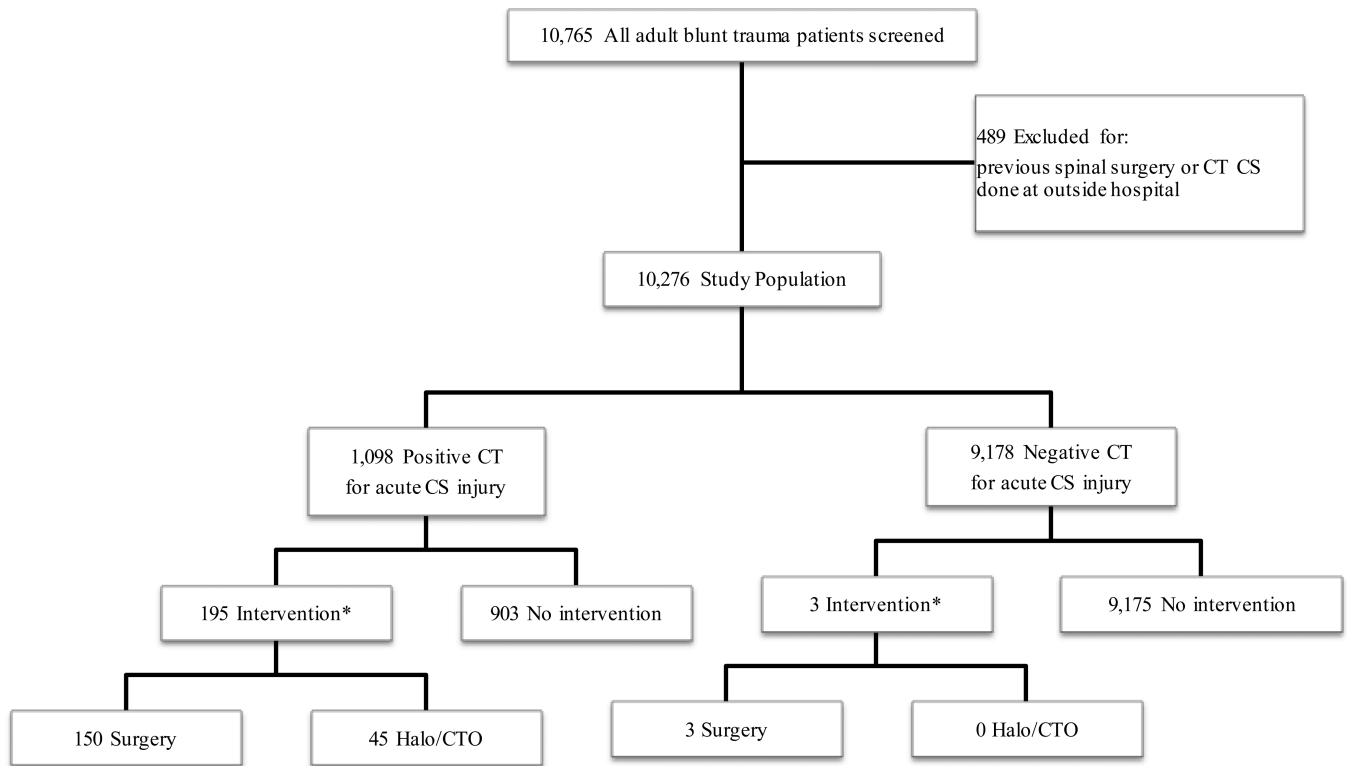 10,765 All adult blunt trauma patients screened
489 Excluded for:
previous spinal surgery or CT CS
done at outside hospital
10,276 Study Population
1,098 Positive CT
for acute CS injury
9,178 Negative CT
for acute CS injury
195 Intervention*
903 No intervention
3 Intervention*
9,175 No intervention
150 Surgery
45 Halo/CTO
3 Surgery
0 Halo/CTO